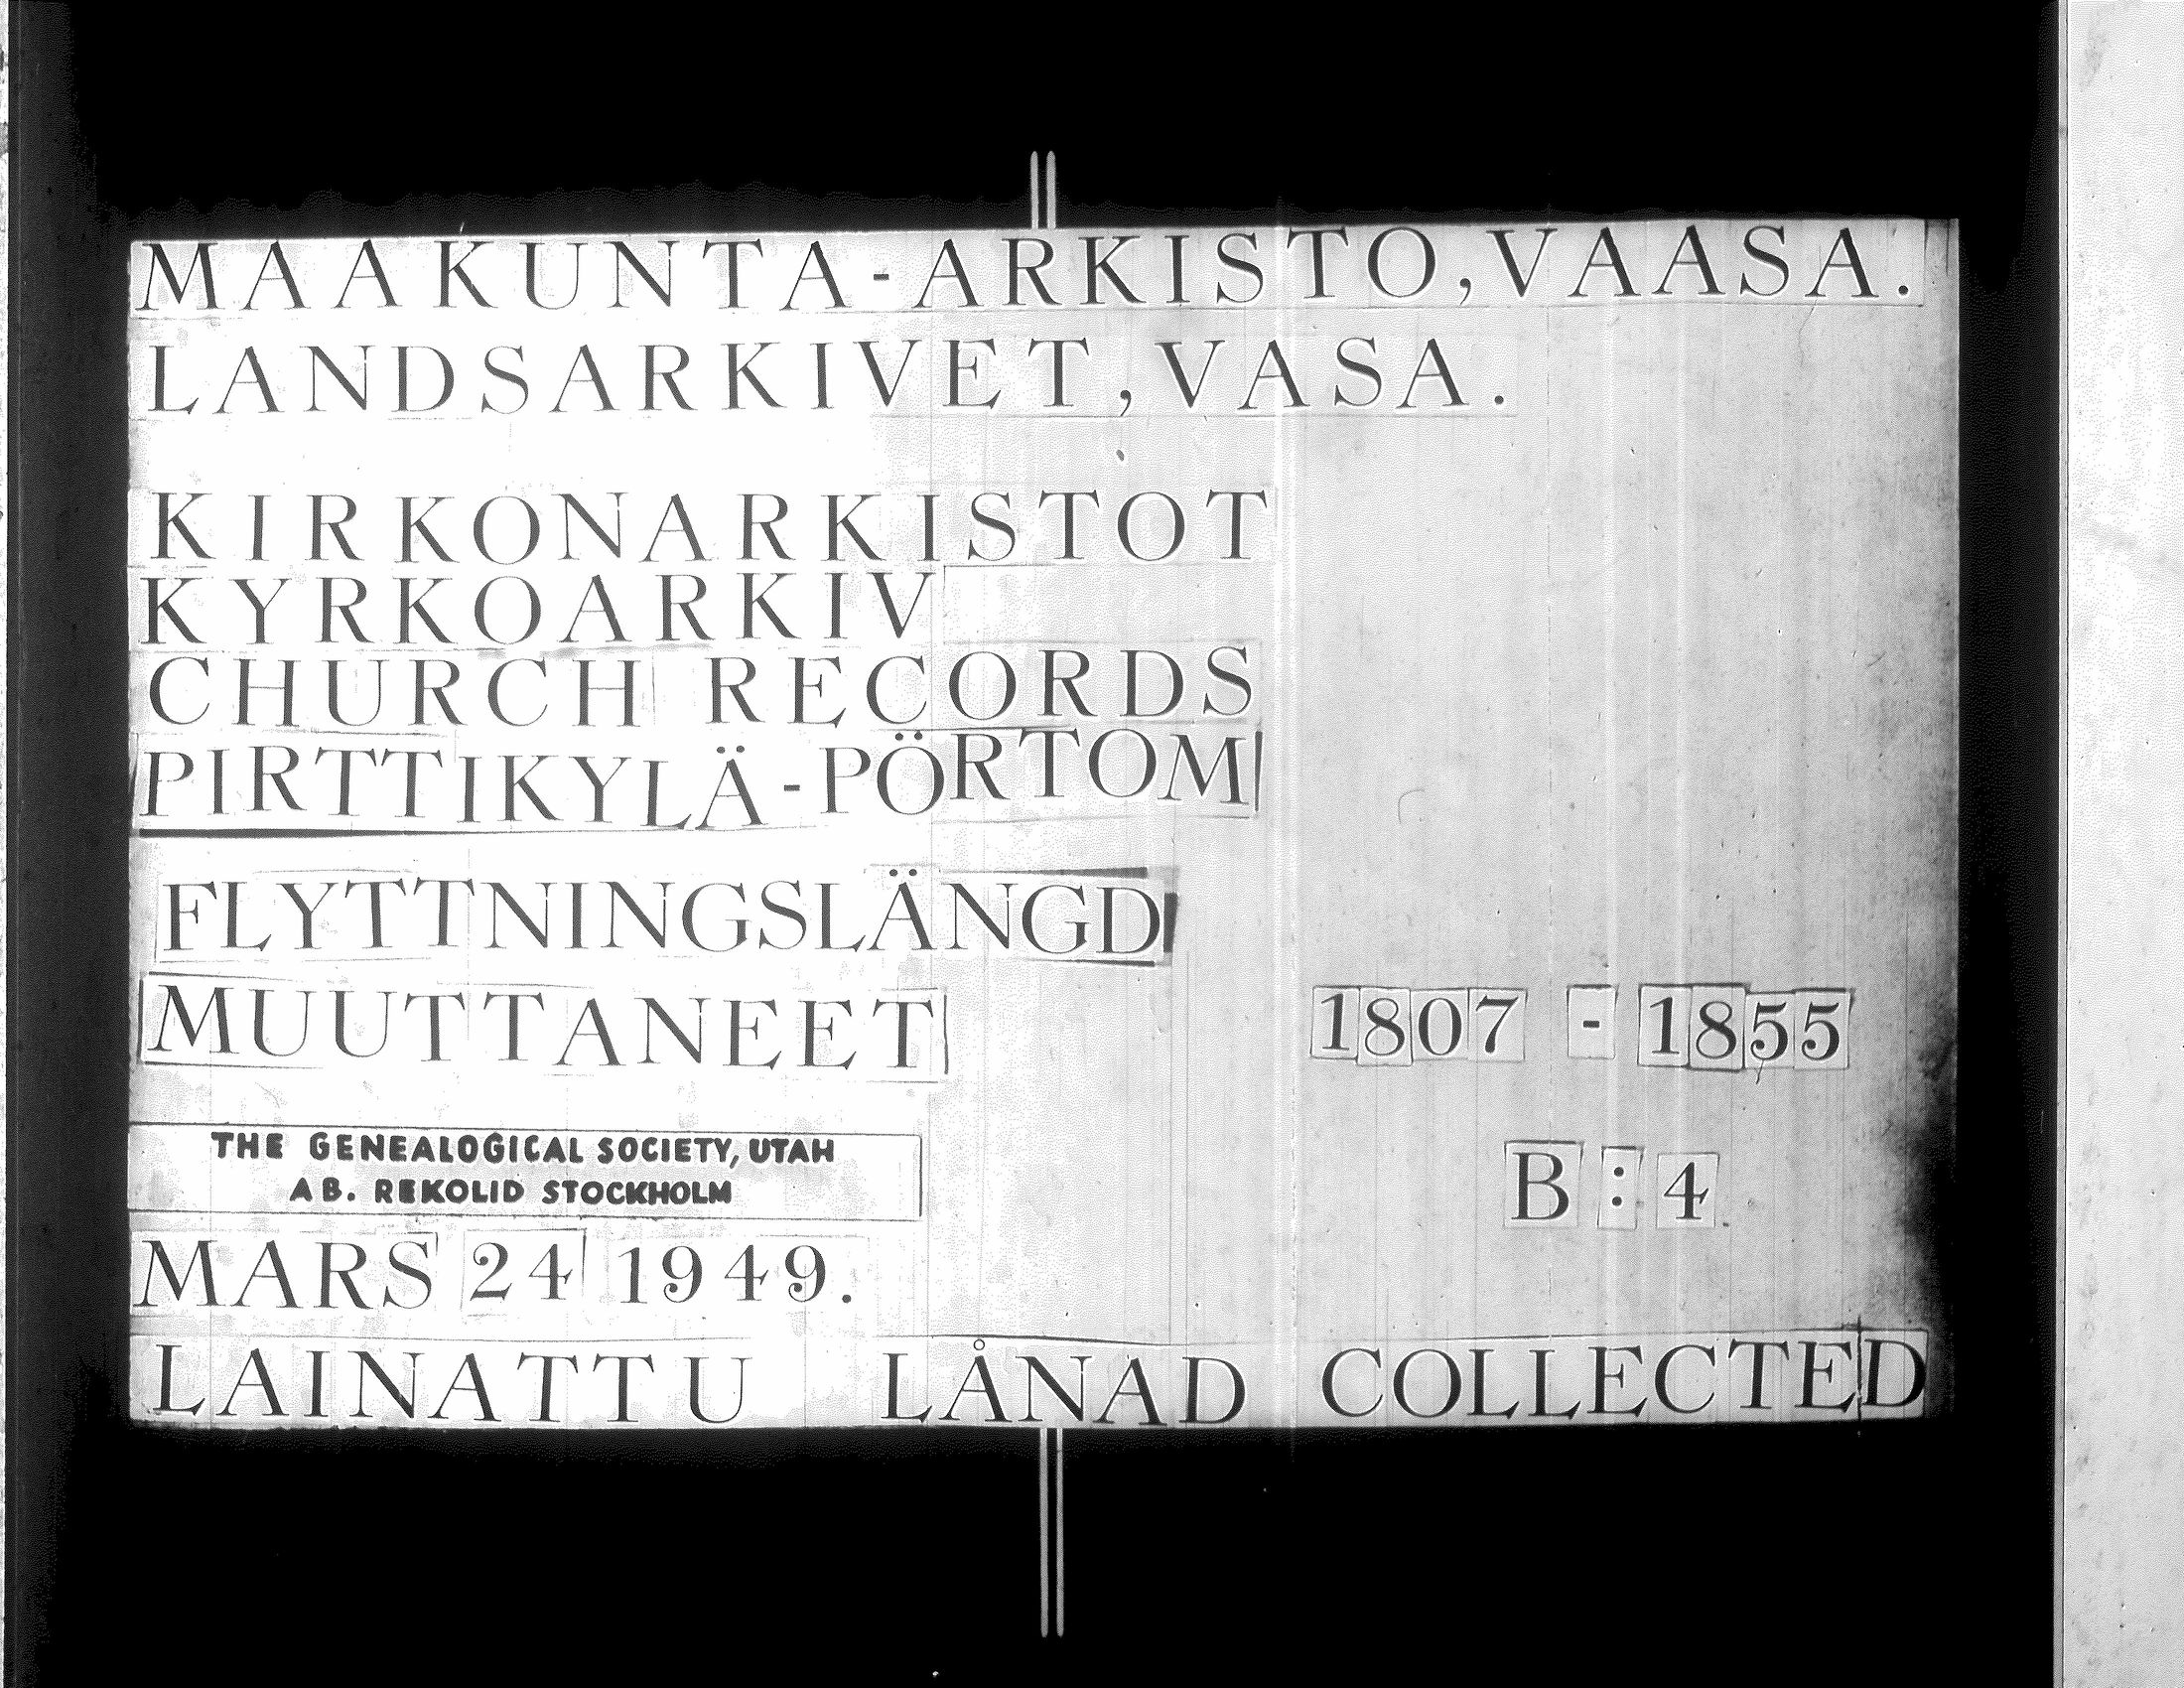 MAAKUNTA-ARKISTO, VAASA.
LANDSARKIVET, VASA.
KIRKONARKISTOT
KYRKOARKIV
CHURCH RECORDS
PIRTTIKYLÄ-PÖRTOM
FLYTTNINGSLÄNGD
MUUTTANEET 1807 - 1855
THE GENEALOGICAL SOCIETY, UTAH
AB. REKOLID STOCKHOLM
B:4
MARS 24 1949.
LAINATTU LÅNAD COLLECTED